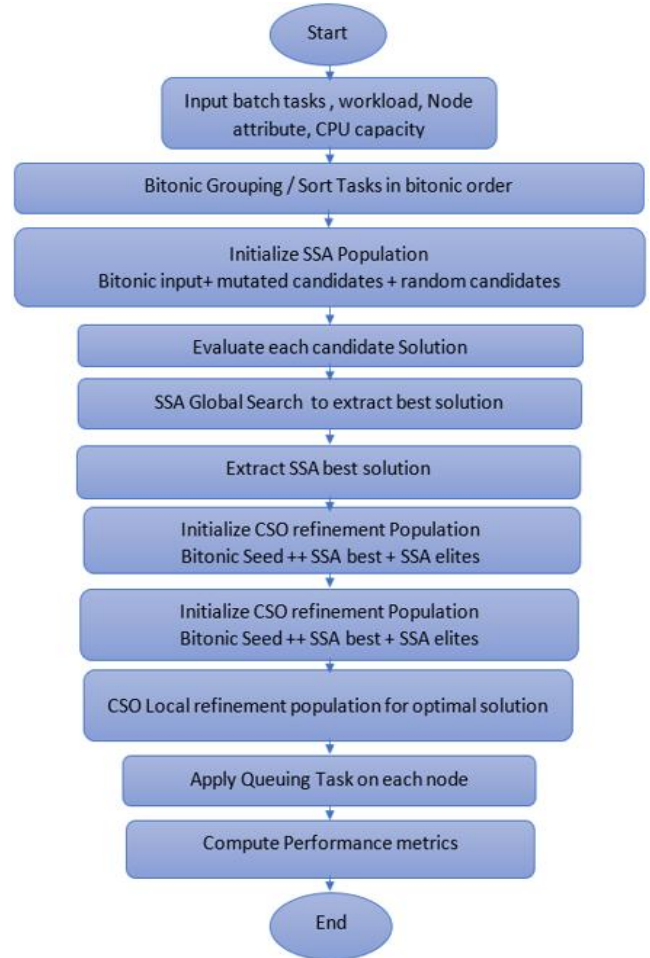 Start
Input batch tasks , workload, Node
attribute, CPU capacity
Bitonic Grouping / Sort Tasks in bitonic order
Initialize SSA Population
Bitonic input+ mutated candidates + random candidates
Evaluate each candidate Solution
SSA Global Search to extract best solution
Extract SSA best solution
Initialize CSO refinement Population
Bitonic Seed ++ SSA best + SSA elites
Initialize CSO refinement Population
Bitonic Seed ++ SSA best + SSA elites
CSO Local refinement population for optimal solution
Apply Queuing Task on each node
Compute Performance metrics
End